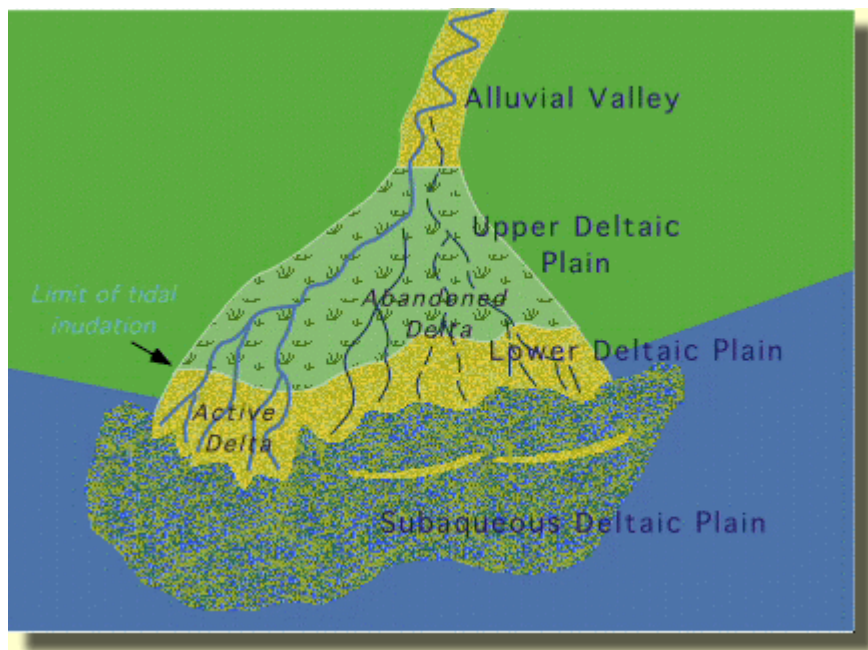 Alluvial Valley
Upper Deltaic
Plain
Limit of tidal
inudation
Abandoned
Delta
Lower Deltaic Plain
Active
Delta
Subaqueous Deltaic Plain